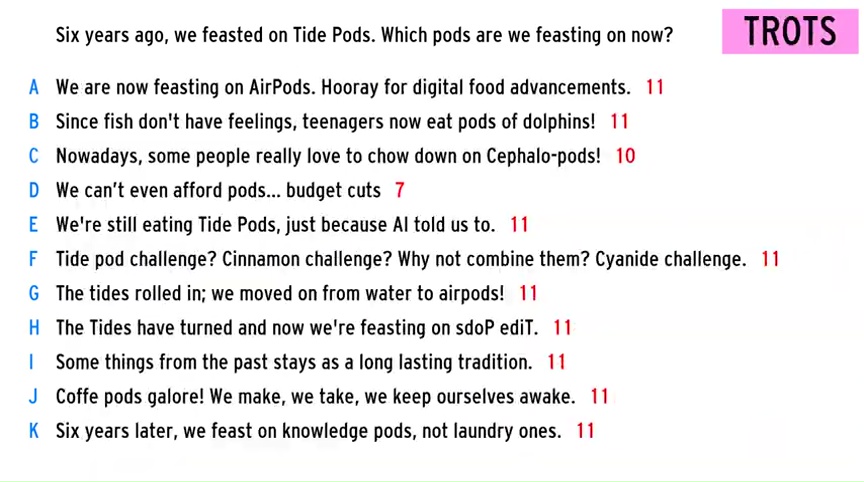 Six years ago, we feasted on Tide Pods. Which pods are we feasting on now?
TROTS
A We are now feasting on AirPods. Hooray for digital food advancements. 11
B Since fish don't have feelings, teenagers now eat pods of dolphins! 11
C Nowadays, some people really love to chow down on Cephalo-pods! 10
D We can’t even afford pods... budget cuts 7
E We're still eating Tide Pods, just because AI told us to. 11
F Tide pod challenge? Cinnamon challenge? Why not combine them? Cyanide challenge. 11
G The tides rolled in; we moved on from water to airpods! 11
H The Tides have turned and now we're feasting on sdoP ediT. 11
I Some things from the past stays as a long lasting tradition. 11
J Coffe pods galore! We make, we take, we keep ourselves awake. 11
K Six years later, we feast on knowledge pods, not laundry ones. 11